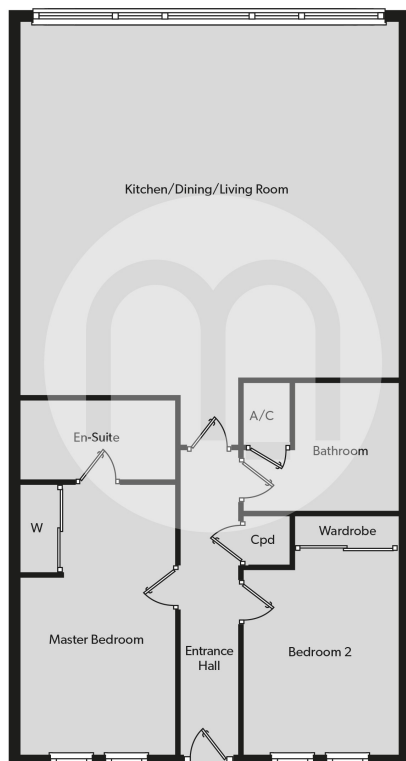 Kitchen/Dining/Living Room
A/C
En-Suite
Bathroom
W
Cpd
Wardrobe
Master Bedroom
Entrance
Hall
Bedroom 2